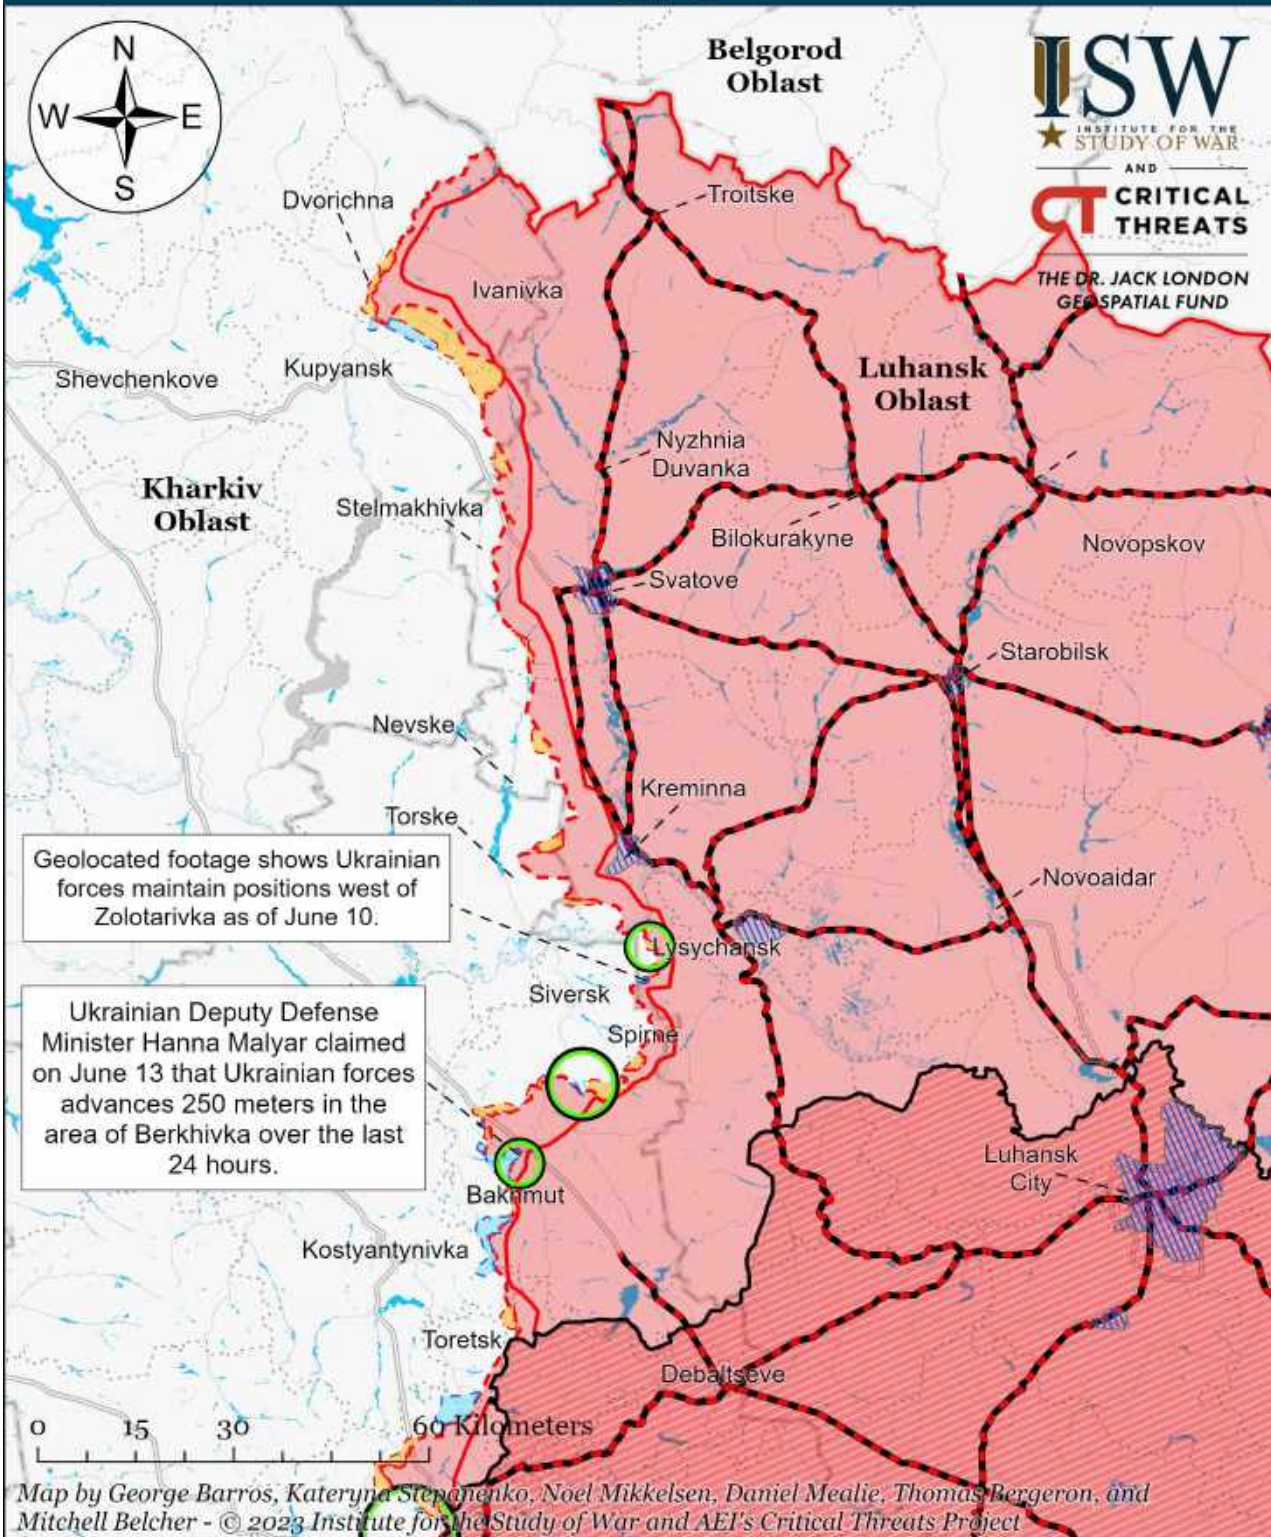 N
W E
S
Belgorod
Oblast
ISW
INSTITUTE FOR THE
STUDY OF WAR
AND
CT CRITICAL
THREATS
THE DR. JACK LONDON
GEOSPATIAL FUND
Dvorichna
Troitske
Ivanivka
Shevchenkove
Kupyansk
Luhansk
Oblast
Nyzhnia
Duvanka
Kharkiv
Oblast
Stelmakhivka
Bilokurakyne
Novopskov
Svatove
Starobilsk
Nevske
Kreminna
Torske
Geolocated footage shows Ukrainian
forces maintain positions west of
Zolotarivka as of June 10.
Novoaidar
Lysychansk
Siversk
Spirne
Ukrainian Deputy Defense
Minister Hanna Malyar claimed
on June 13 that Ukrainian forces
advances 250 meters in the
area of Berkhivka over the last
24 hours.
Luhansk
City
Bakhmut
Kostyantynivka
Toretsk
Debaltseve
0 15 30 60 Kilometers
Map by George Barros, Kateryna Stepanenko, Noel Mikkelsen, Daniel Mealie, Thomas Bergeron, and
Mitchell Belcher - © 2023 Institute for the Study of War and AEI's Critical Threats Project